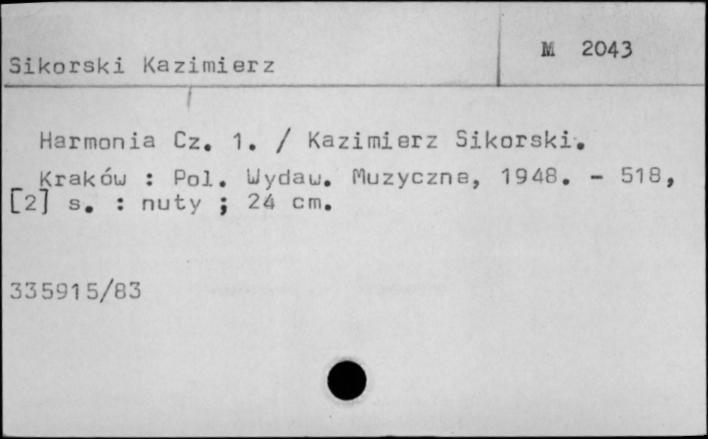 M 2043
Sikorski Kazimierz
Harmonia Cz. 1. / Kazimierz Sikorski.
Kraków : Pol. Wydaw. Muzyczne, 1948. - 518,
[2] s. : nuty ; 24 cm.
335915/83